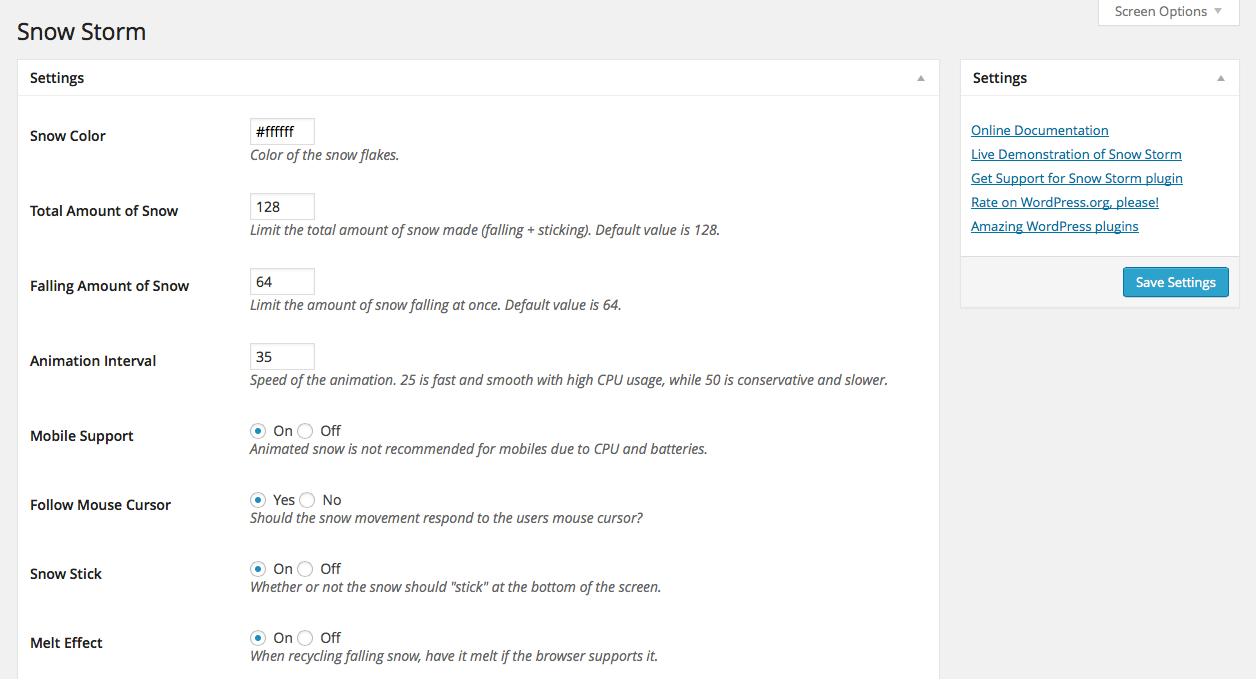 Screen Options
Snow Storm
Settings
Snow Color
#ffffff
Color of the snow flakes.
Total Amount of Snow
128
Limit the total amount of snow made (falling + sticking). Default value is 128.
Falling Amount of Snow
64
Limit the amount of snow falling at once. Default value is 64.
Animation Interval
35
Speed of the animation. 25 is fast and smooth with high CPU usage, while 50 is conservative and slower.
Mobile Support
On Off
Animated snow is not recommended for mobiles due to CPU and batteries.
Follow Mouse Cursor
Yes No
Should the snow movement respond to the users mouse cursor?
Snow Stick
On Off
Whether or not the snow should "stick" at the bottom of the screen.
Melt Effect
On Off
When recycling falling snow, have it melt if the browser supports it.
Settings
Online Documentation
Live Demonstration of Snow Storm
Get Support for Snow Storm plugin
Rate on WordPress.org, please!
Amazing WordPress plugins
Save Settings